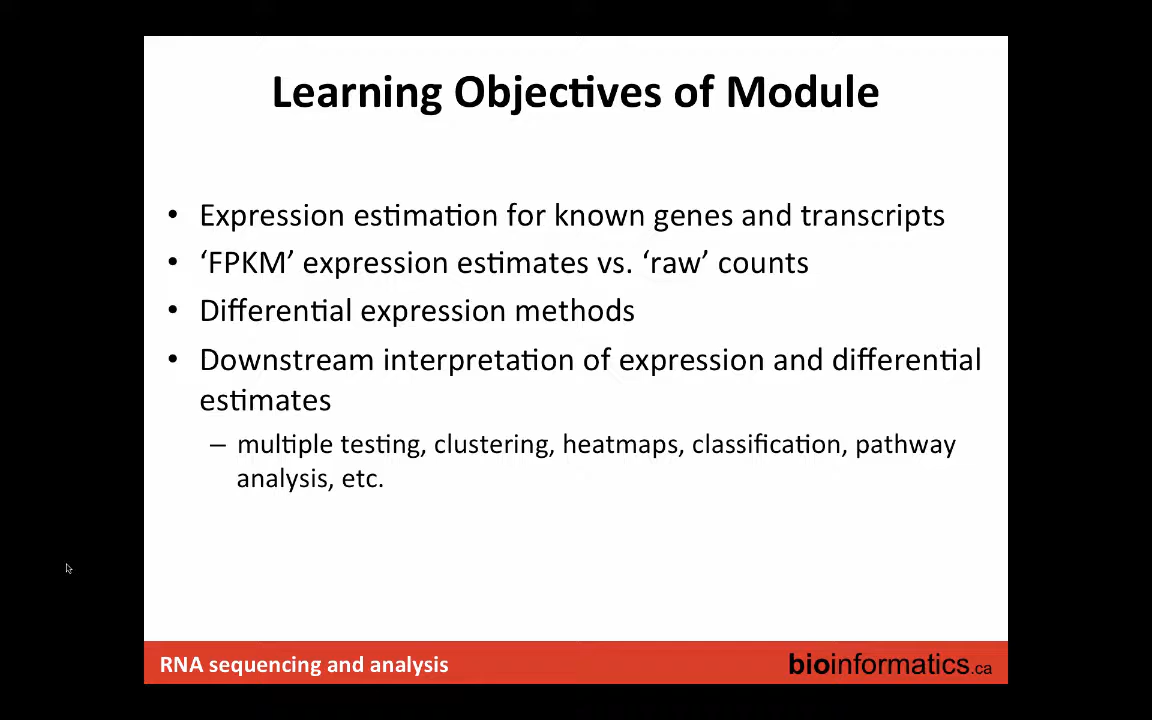 Learning Objectives of Module
• Expression estimation for known genes and transcripts
• ‘FPKM’ expression estimates vs. ‘raw’ counts
• Differential expression methods
• Downstream interpretation of expression and differential
estimates
– multiple testing, clustering, heatmaps, classification, pathway
analysis, etc.
RNA sequencing and analysis
bioinformatics.ca